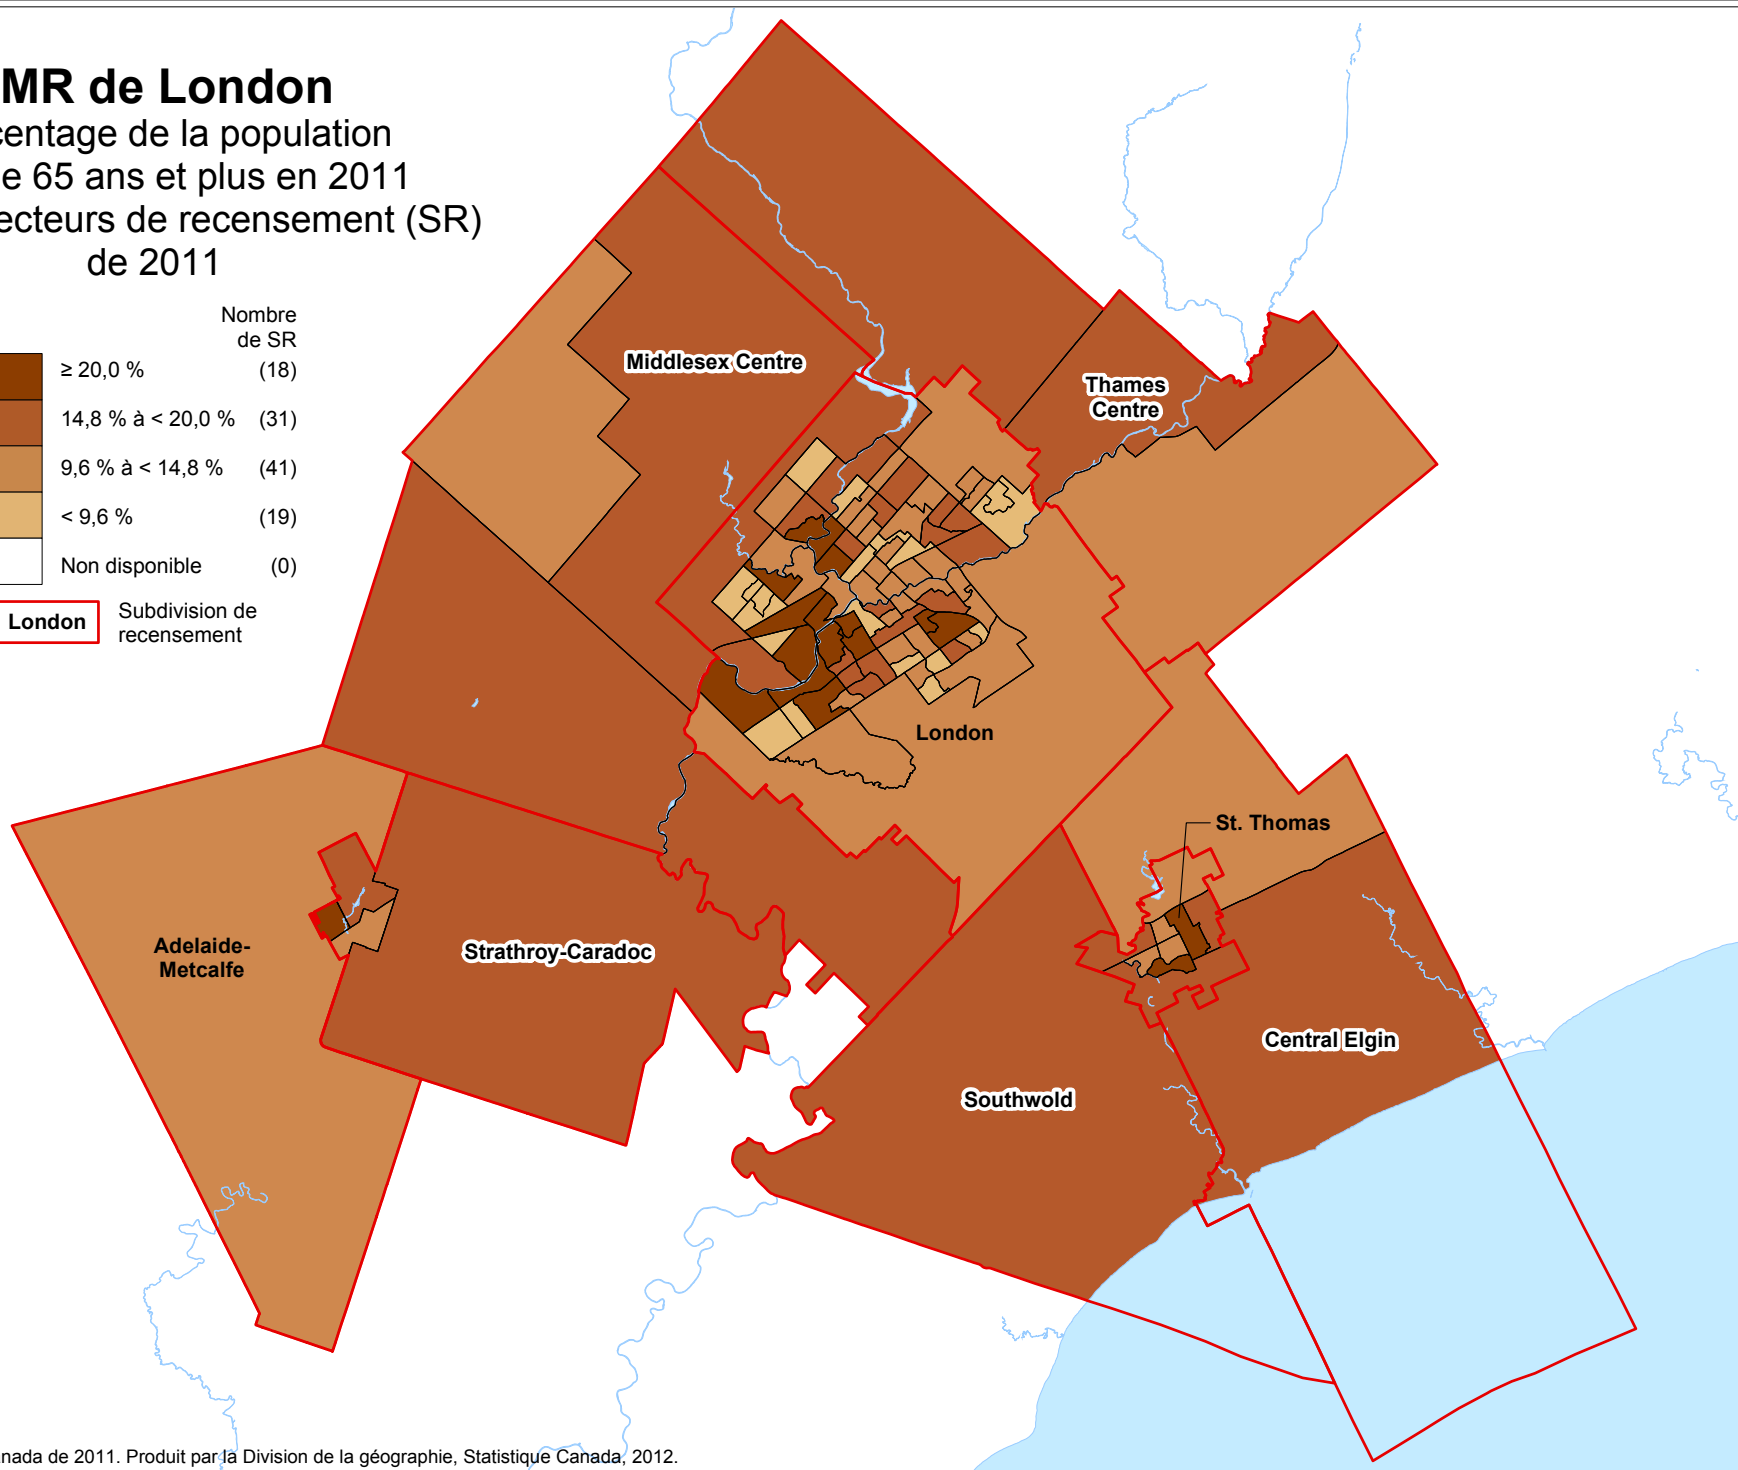 MR de London
centage de la population
e 65 ans et plus en 2011
ecteurs de recensement (SR)
de 2011
Nombre
de SR
≥ 20,0 % (18)
14,8 % à < 20,0 % (31)
9,6 % à < 14,8 % (41)
< 9,6 % (19)
Non disponible (0)
London
Subdivision de
recensement
Middlesex Centre
Thames
Centre
London
St. Thomas
Adelaide-
Metcalfe
Strathroy-Caradoc
Central Elgin
Southwold
nada de 2011. Produit par la Division de la géographie, Statistique Canada, 2012.